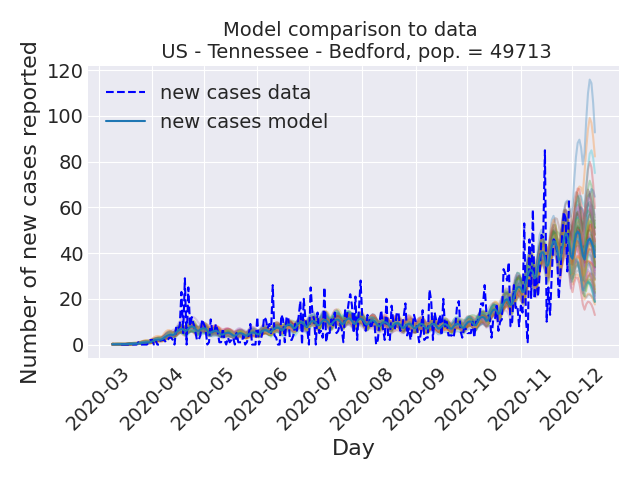 Model comparison to data
US - Tennessee - Bedford, pop. = 49713
Number of new cases reported
120
100
80
60
40
20
0
new cases data
new cases model
2020-03
2020-04
2020-05
2020-06
2020-07
2020-08
2020-09
2020-10
2020-11
2020-12
Day